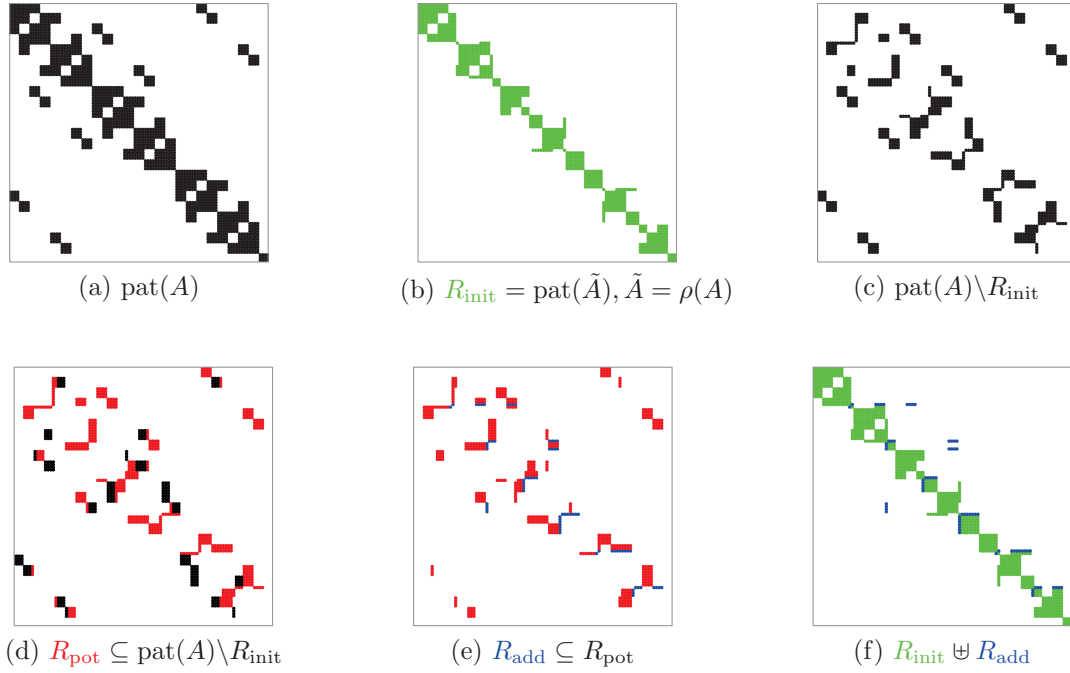 (a) pat(A)
(b) R_init = pat(Ã), Ã = ρ(A)
(c) pat(A)\R_init
(d) R_pot ⊆ pat(A)\R_init
(e) R_add ⊆ R_pot
(f) R_init ⊎ R_add